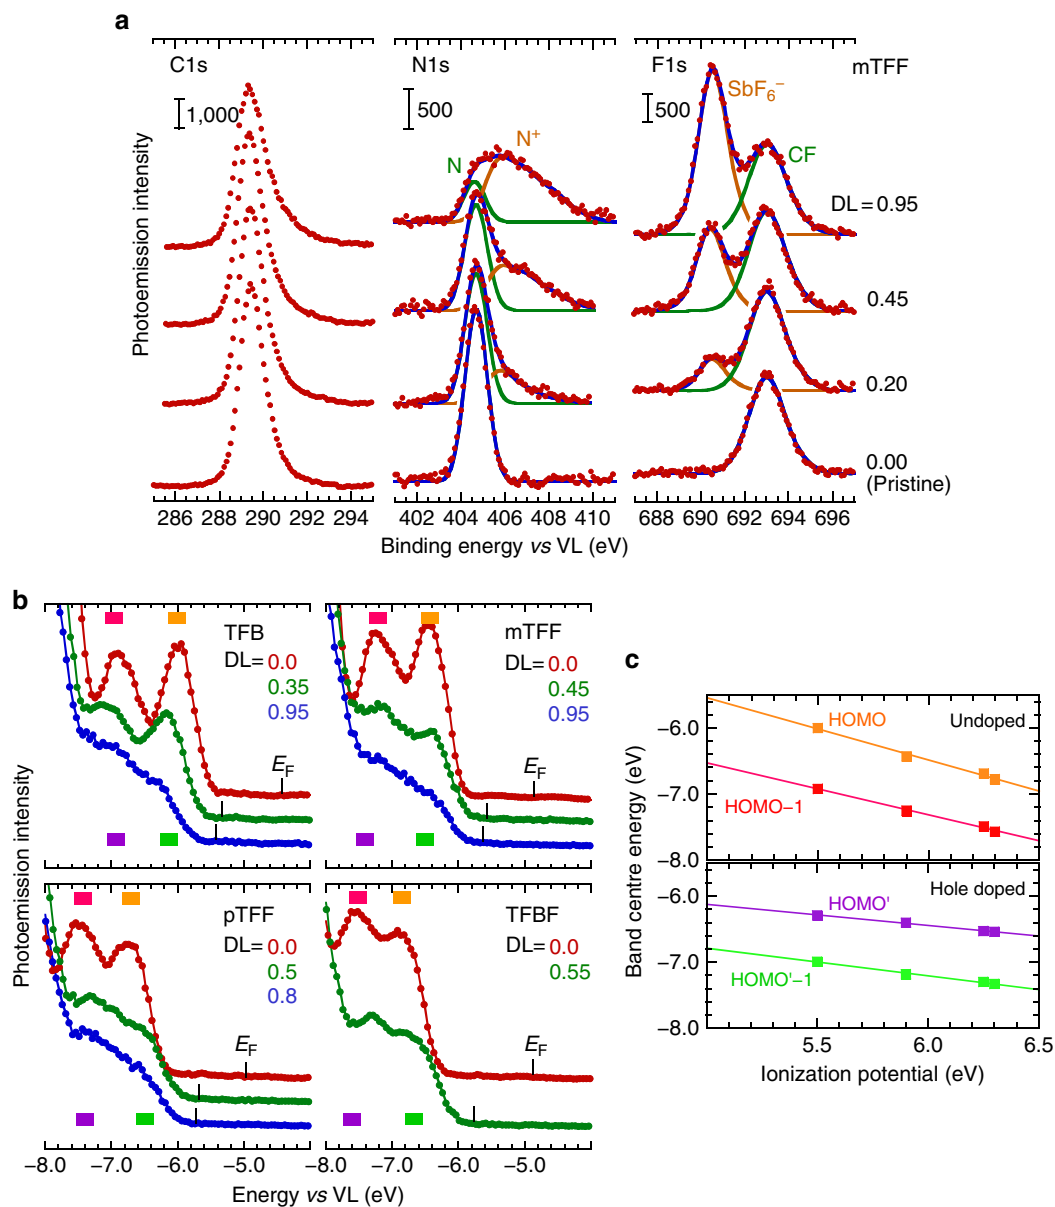 a
C1s
N1s
F1s
mTFF
1,000
500
500
N
N⁺
SbF₆⁻
CF
DL=0.95
0.45
0.20
0.00
(Pristine)
Photoemission intensity
286 288 290 292 294
402 404 406 408 410
688 690 692 694 696
Binding energy vs VL (eV)
b
TFB
DL= 0.0
0.35
0.95
E_F
mTFF
DL= 0.0
0.45
0.95
E_F
pTFF
DL= 0.0
0.5
0.8
E_F
TFBF
DL= 0.0
0.55
E_F
Photoemission intensity
−8.0 −7.0 −6.0 −5.0
−8.0 −7.0 −6.0 −5.0
Energy vs VL (eV)
c
HOMO
Undoped
HOMO−1
−6.0
−7.0
−8.0
HOMO'
Hole doped
HOMO'−1
−6.0
−7.0
−8.0
Band centre energy (eV)
5.5 6.0 6.5
Ionization potential (eV)